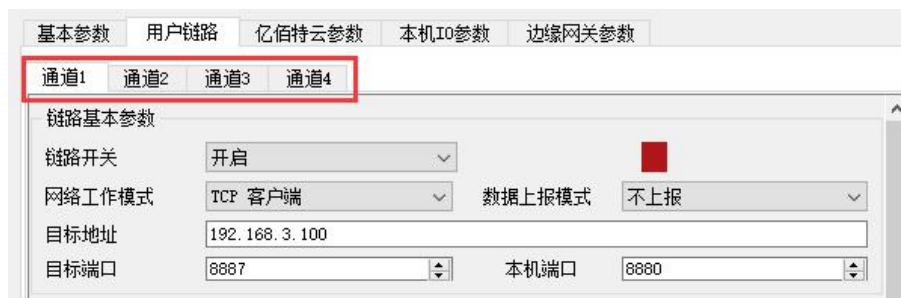 基本参数 用户链路 亿佰特云参数 本机IO参数 边缘网关参数
通道1 通道2 通道3 通道4
链路基本参数
链路开关 开启
网络工作模式 TCP 客户端 数据上报模式 不上报
目标地址 192.168.3.100
目标端口 8887 本机端口 8880